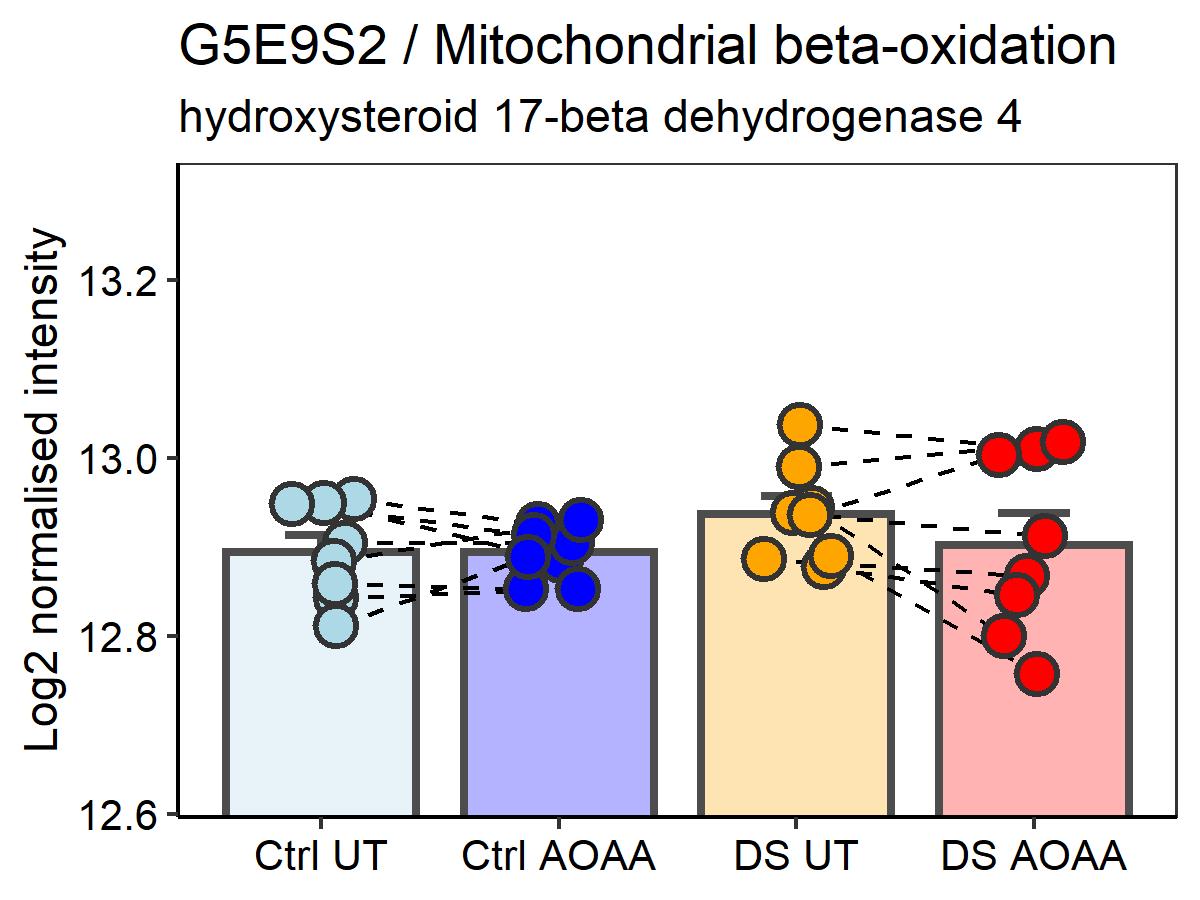 G5E9S2 / Mitochondrial beta-oxidation
hydroxysteroid 17-beta dehydrogenase 4
Log2 normalised intensity
13.2
13.0
12.8
12.6
Ctrl UT
Ctrl AOAA
DS UT
DS AOAA